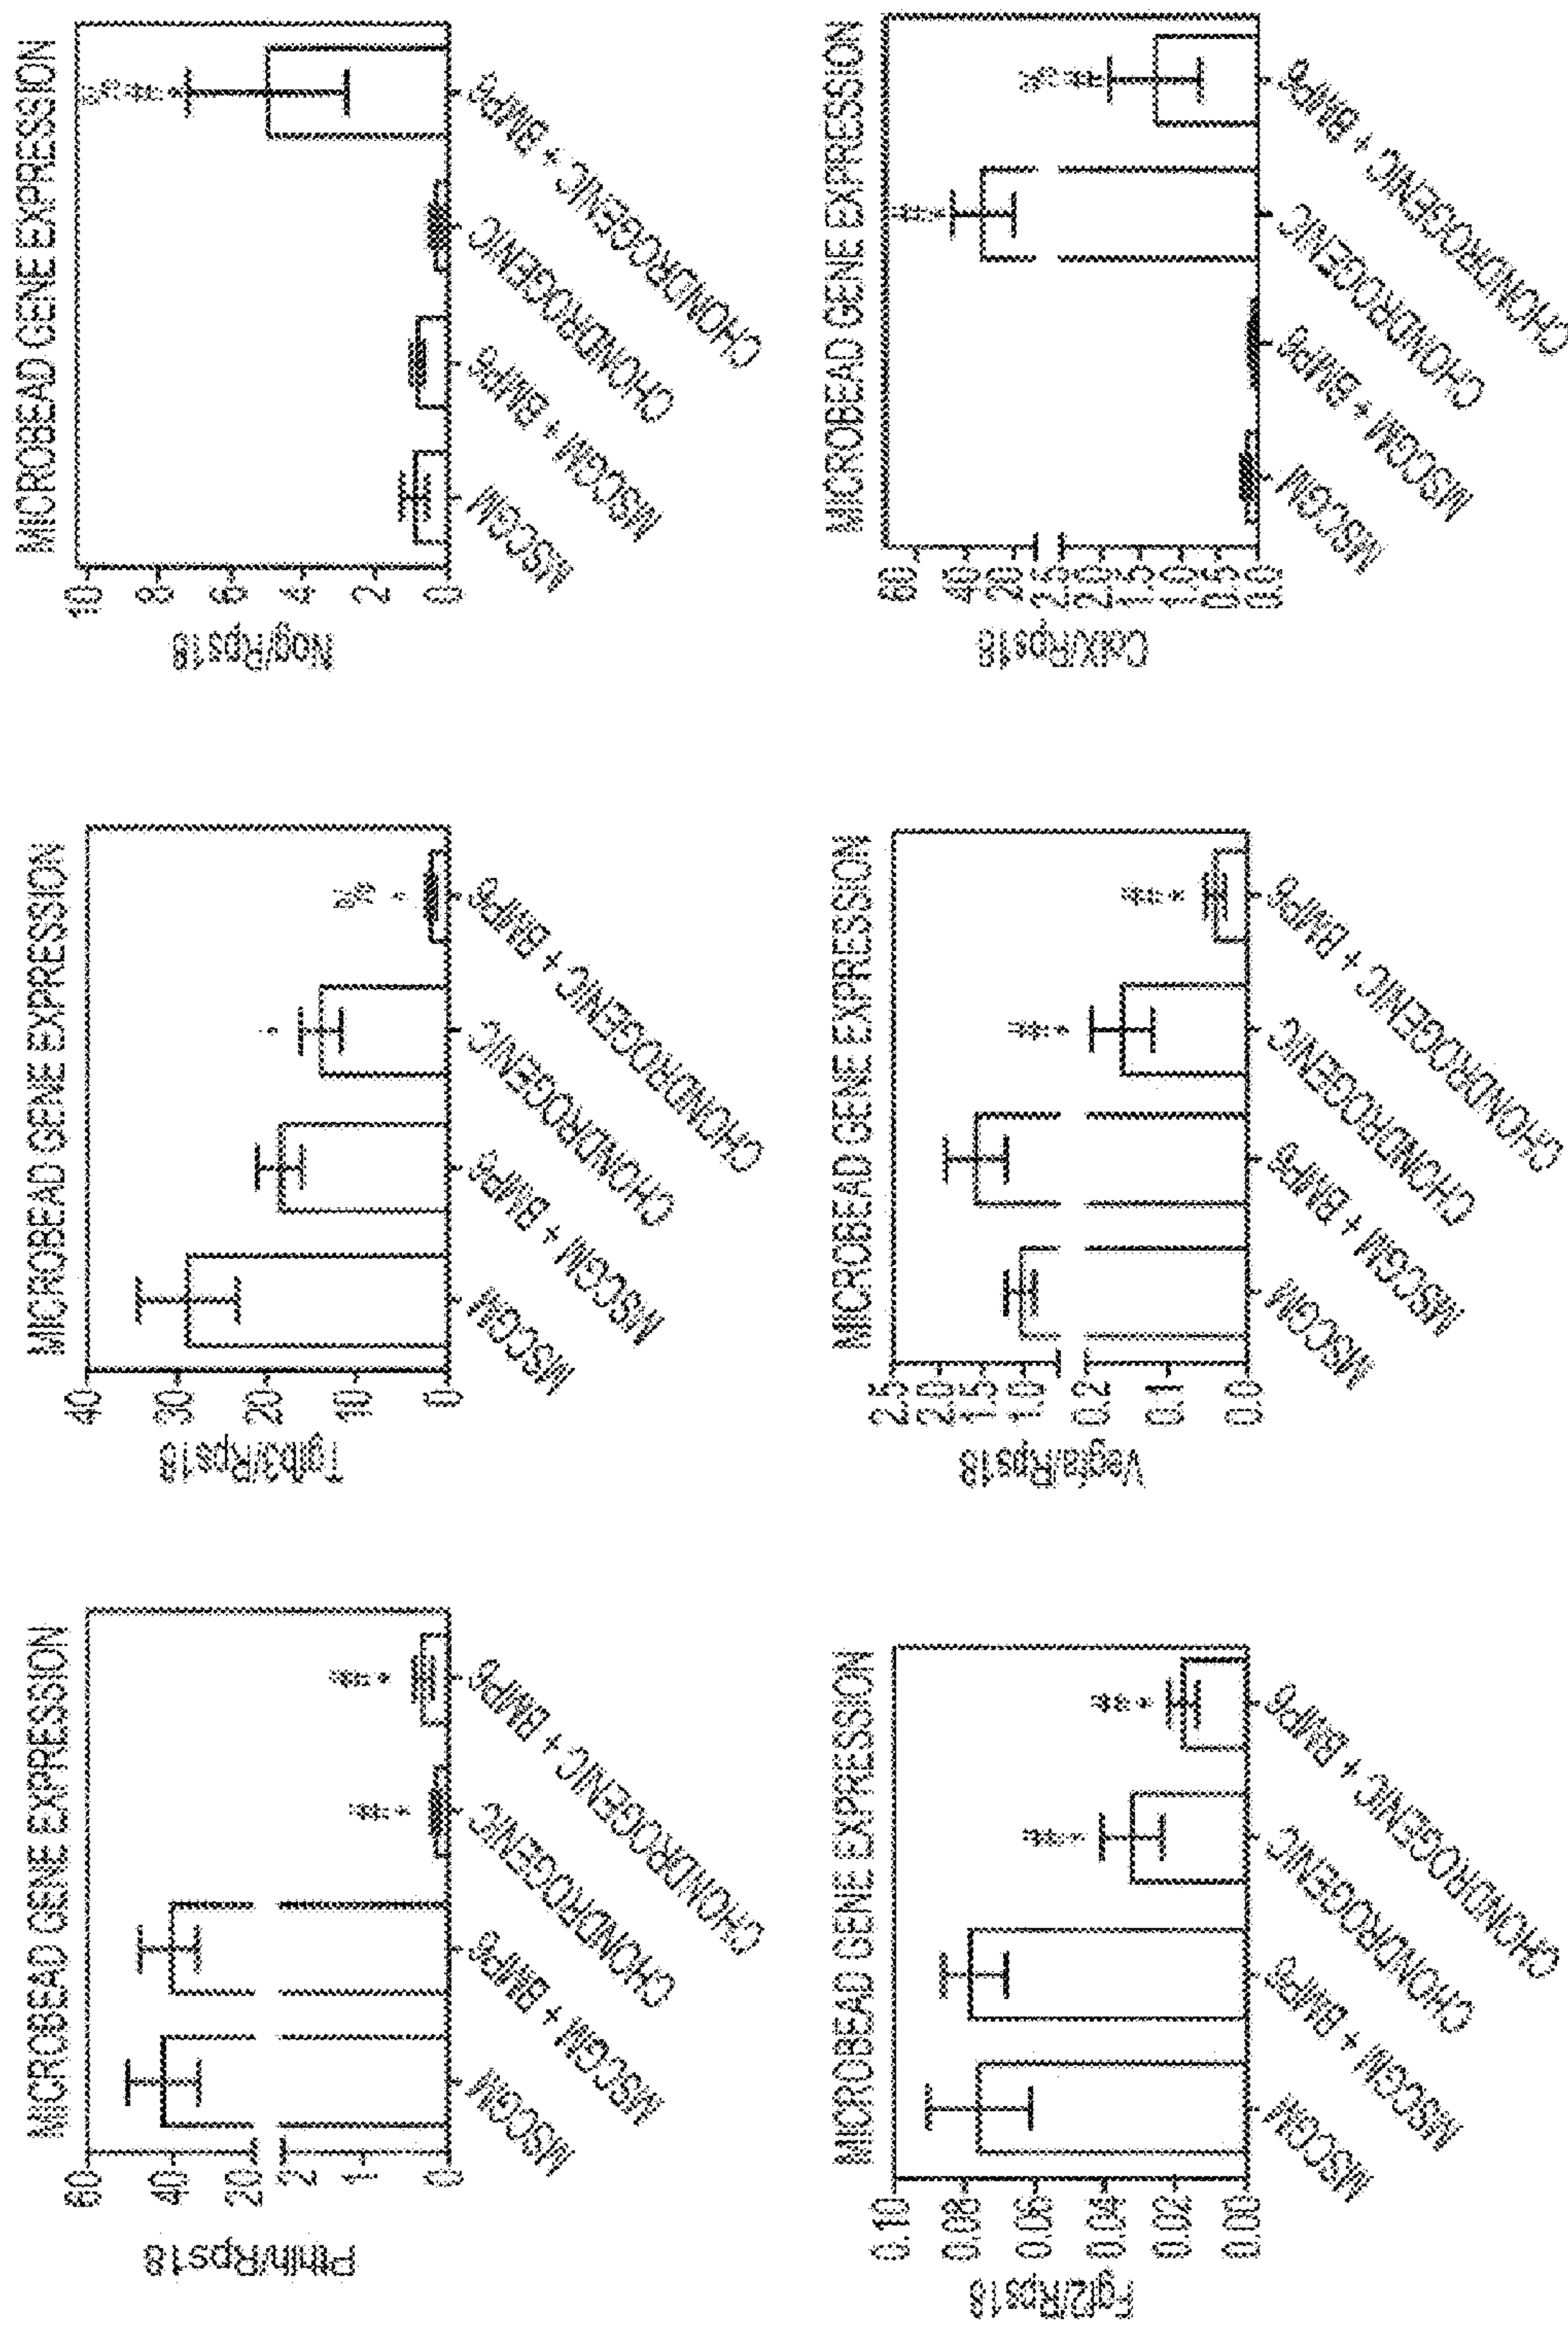 MICROBEAD GENE EXPRESSION
Pthlh/Rps18
60
40
20
2
1
0
MSCGM
MSCGM + BMP6
CHONDROGENIC
CHONDROGENIC + BMP6
MICROBEAD GENE EXPRESSION
Tgfb3/Rps18
40
30
20
10
0
MSCGM
MSCGM + BMP6
CHONDROGENIC
CHONDROGENIC + BMP6
MICROBEAD GENE EXPRESSION
Nog/Rps18
10
8
6
4
2
0
MSCGM
MSCGM + BMP6
CHONDROGENIC
CHONDROGENIC + BMP6
MICROBEAD GENE EXPRESSION
Fgf2/Rps18
0.10
0.08
0.06
0.04
0.02
0.00
MSCGM
MSCGM + BMP6
CHONDROGENIC
CHONDROGENIC + BMP6
MICROBEAD GENE EXPRESSION
Vegfa/Rps18
2.5
2.0
1.5
1.0
0.2
0.1
0.0
MSCGM
MSCGM + BMP6
CHONDROGENIC
CHONDROGENIC + BMP6
MICROBEAD GENE EXPRESSION
ColX/Rps18
60
40
20
2.5
2.0
1.5
1.0
0.5
0.0
MSCGM
MSCGM + BMP6
CHONDROGENIC
CHONDROGENIC + BMP6